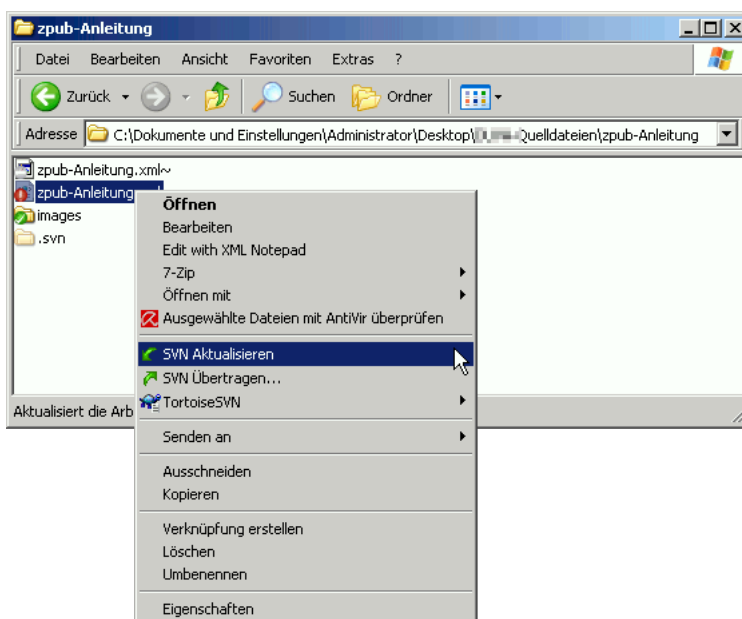 zpub-Anleitung
Datei Bearbeiten Ansicht Favoriten Extras ?
Zurück Suchen Ordner
Adresse C:\Dokumente und Einstellungen\Administrator\Desktop\ Quelldateien\zpub-Anleitung
zpub-Anleitung.xml~
zpub-Anleitung
images
.svn
Öffnen
Bearbeiten
Edit with XML Notepad
7-Zip
Öffnen mit
Ausgewählte Dateien mit AntiVir überprüfen
SVN Aktualisieren
SVN Übertragen...
TortoiseSVN
Senden an
Ausschneiden
Kopieren
Verknüpfung erstellen
Löschen
Umbenennen
Eigenschaften
Aktualisiert die Arb